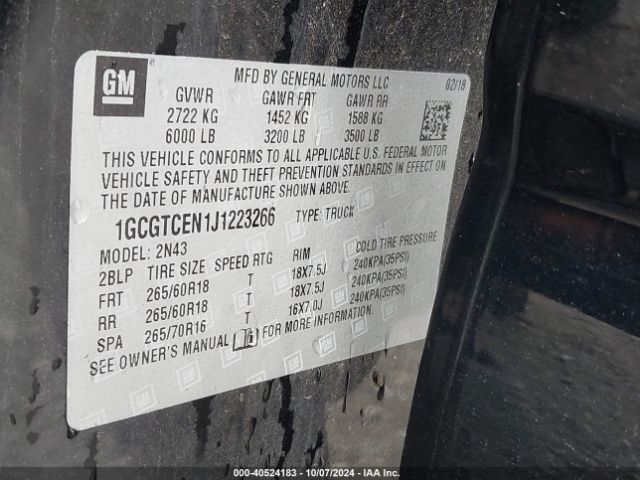 GM
MFD BY GENERAL MOTORS LLC 02/18
GVWR GAWR FRT GAWR RR
2722 KG 1452 KG 1588 KG
6000 LB 3200 LB 3500 LB
THIS VEHICLE CONFORMS TO ALL APPLICABLE U.S. FEDERAL MOTOR
VEHICLE SAFETY AND THEFT PREVENTION STANDARDS IN EFFECT ON
THE DATE OF MANUFACTURE SHOWN ABOVE.
1GCGTCEN1J1223266 TYPE: TRUCK
MODEL: 2N43
2BLP TIRE SIZE SPEED RTG RIM COLD TIRE PRESSURE
FRT 265/60R18 T 18X7.5J 240KPA(35PSI)
RR 265/60R18 T 18X7.5J 240KPA(35PSI)
SPA 265/70R16 T 16X7.0J 240KPA(35PSI)
SEE OWNER'S MANUAL FOR MORE INFORMATION.
000-40524183 - 10/07/2024 - IAA Inc.